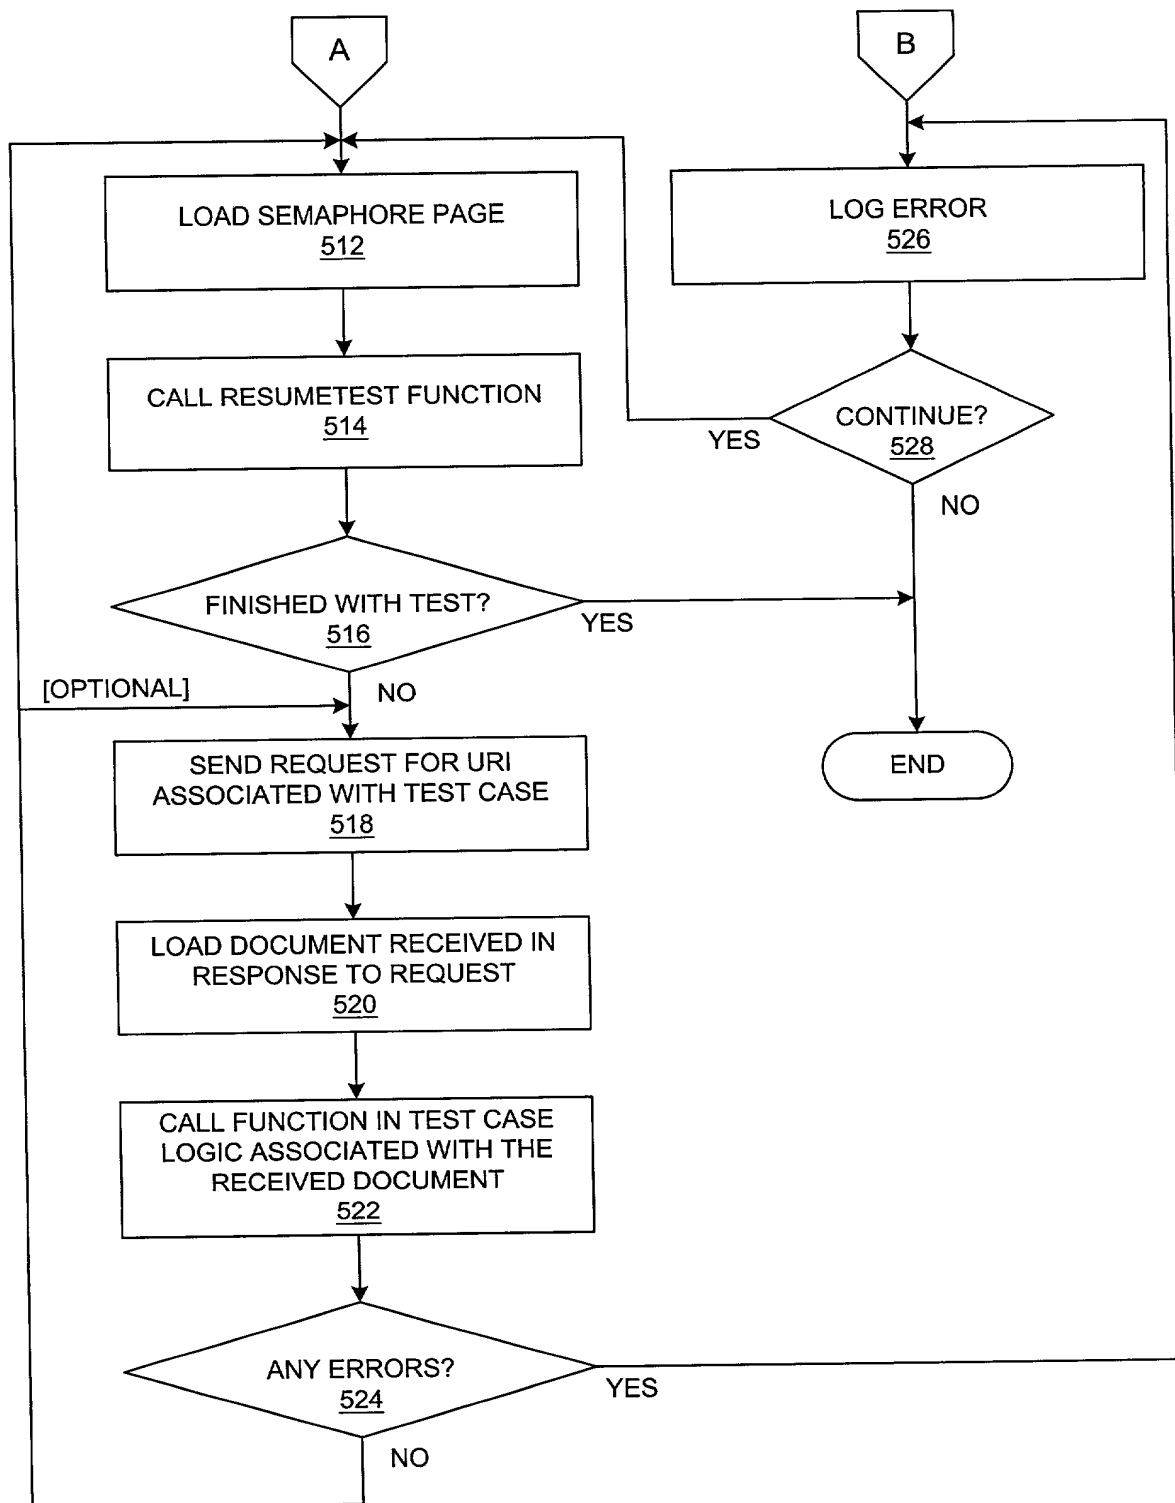 A
B
LOAD SEMAPHORE PAGE
512
LOG ERROR
526
CALL RESUMETEST FUNCTION
514
CONTINUE?
528
YES
NO
FINISHED WITH TEST?
516
YES
NO
[OPTIONAL]
SEND REQUEST FOR URI
ASSOCIATED WITH TEST CASE
518
END
LOAD DOCUMENT RECEIVED IN
RESPONSE TO REQUEST
520
CALL FUNCTION IN TEST CASE
LOGIC ASSOCIATED WITH THE
RECEIVED DOCUMENT
522
ANY ERRORS?
524
YES
NO